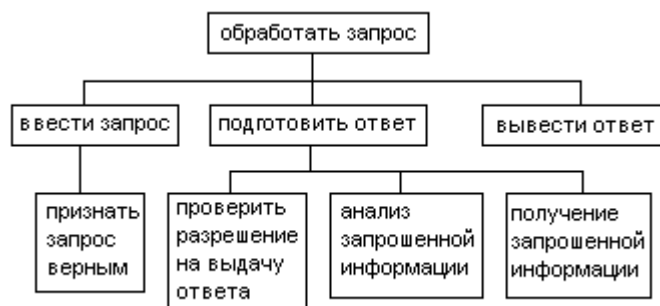 обработать запрос
ввести запрос
подготовить ответ
вывести ответ
признать
запрос
верным
проверить
разрешение
на выдачу
ответа
анализ
запрошенной
информации
получение
запрошенной
информации